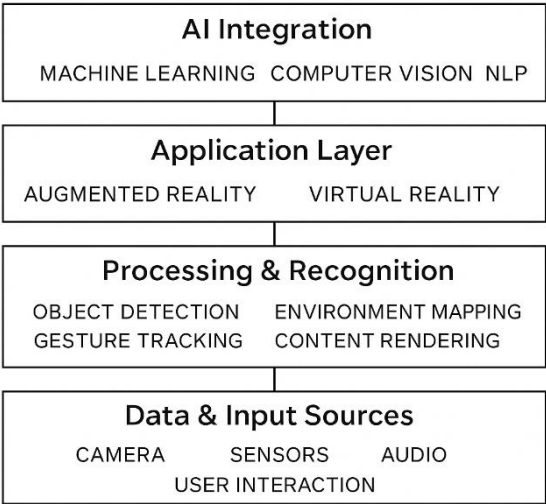 AI Integration
MACHINE LEARNING COMPUTER VISION NLP
Application Layer
AUGMENTED REALITY VIRTUAL REALITY
Processing & Recognition
OBJECT DETECTION ENVIRONMENT MAPPING
GESTURE TRACKING CONTENT RENDERING
Data & Input Sources
CAMERA SENSORS AUDIO
USER INTERACTION